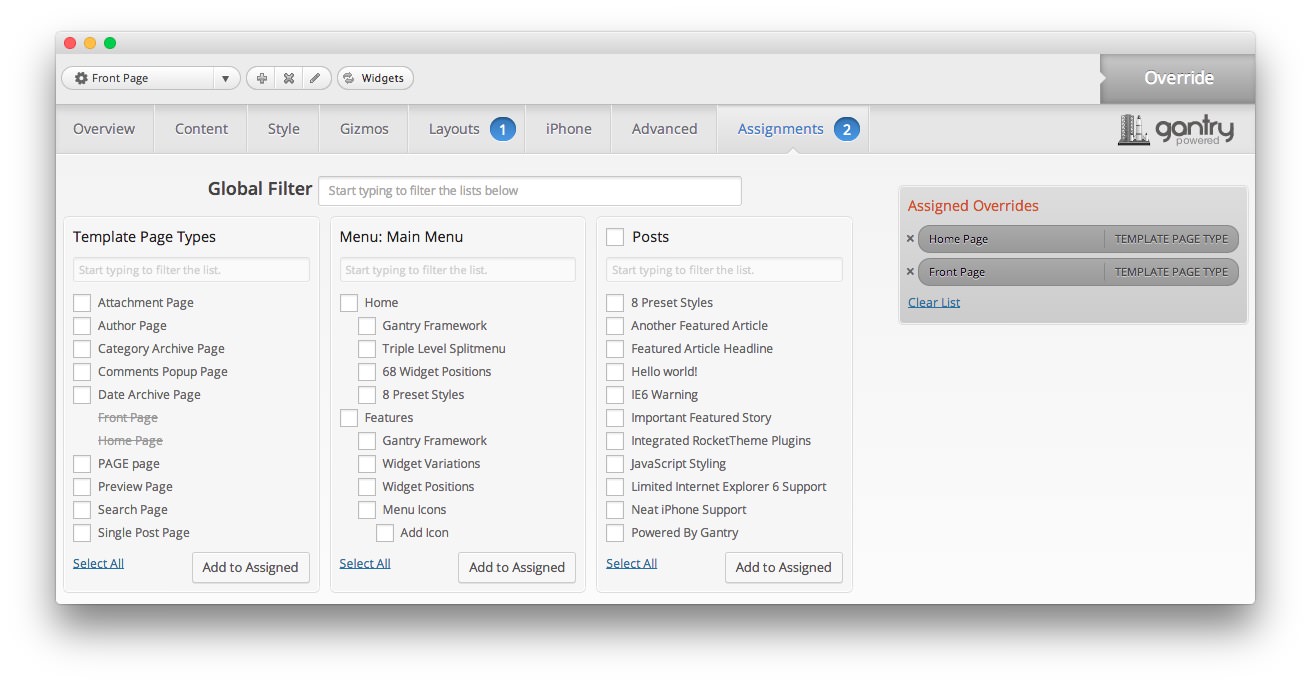 Front Page
Widgets
Override
Overview
Content
Style
Gizmos
Layouts 1
iPhone
Advanced
Assignments 2
gantry
powered
Global Filter
Start typing to filter the lists below
Template Page Types
Start typing to filter the list.
Attachment Page
Author Page
Category Archive Page
Comments Popup Page
Date Archive Page
Front Page
Home Page
PAGE page
Preview Page
Search Page
Single Post Page
Select All
Add to Assigned
Menu: Main Menu
Start typing to filter the list.
Home
Gantry Framework
Triple Level Splitmenu
68 Widget Positions
8 Preset Styles
Features
Gantry Framework
Widget Variations
Widget Positions
Menu Icons
Add Icon
Select All
Add to Assigned
Posts
Start typing to filter the list.
8 Preset Styles
Another Featured Article
Featured Article Headline
Hello world!
IE6 Warning
Important Featured Story
Integrated RocketTheme Plugins
JavaScript Styling
Limited Internet Explorer 6 Support
Neat iPhone Support
Powered By Gantry
Select All
Add to Assigned
Assigned Overrides
Home Page TEMPLATE PAGE TYPE
Front Page TEMPLATE PAGE TYPE
Clear List